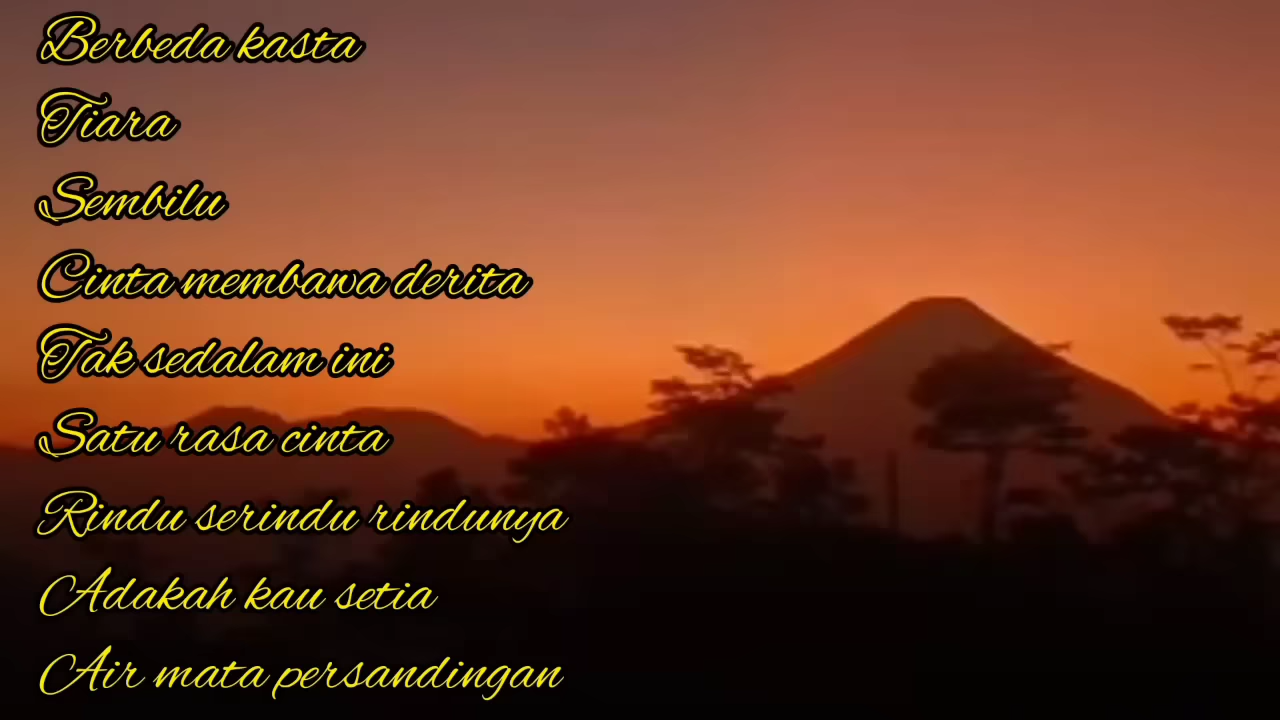 Berbeda kasta
Tiara
Sembilu
Cinta membawa derita
Tak sedalam ini
Satu rasa cinta
Rindu serindu rindunya
Adakah kau setia
Air mata persandingan